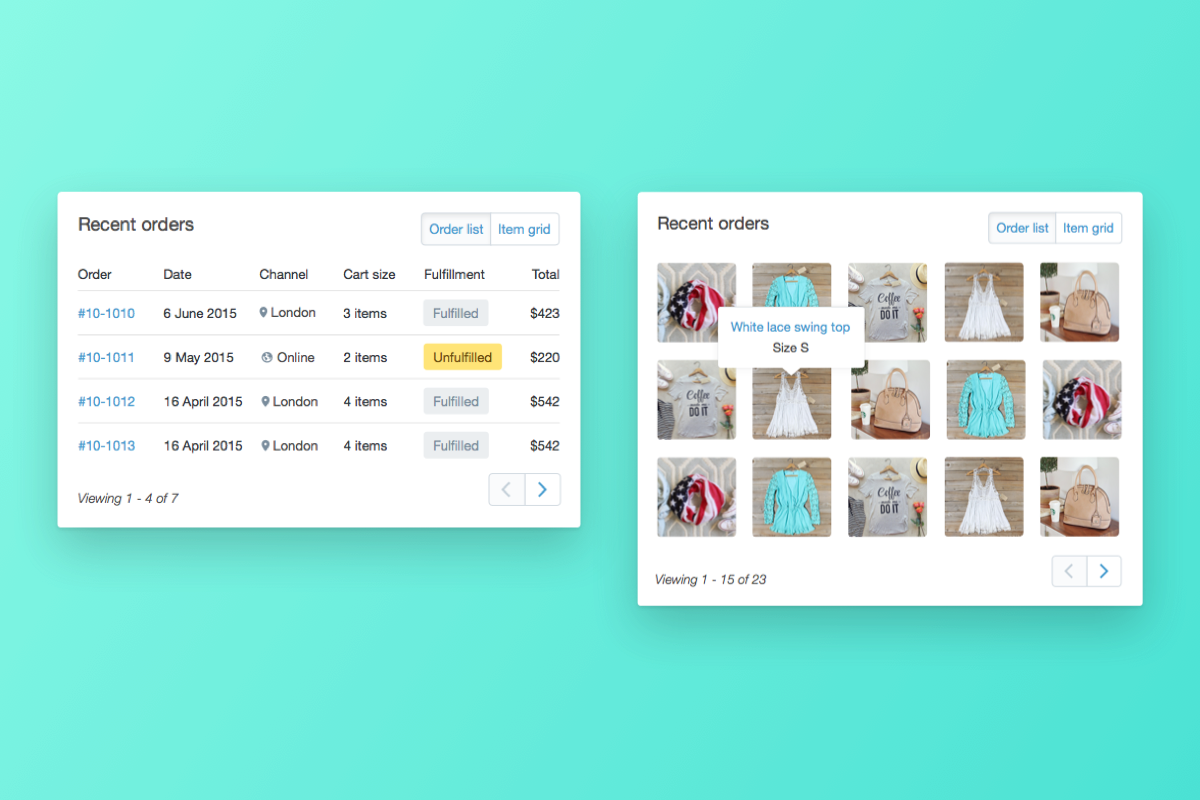 Recent orders
Order list Item grid
Order Date Channel Cart size Fulfillment Total
#10-1010 6 June 2015 London 3 items Fulfilled $423
#10-1011 9 May 2015 Online 2 items Unfulfilled $220
#10-1012 16 April 2015 London 4 items Fulfilled $542
#10-1013 16 April 2015 London 4 items Fulfilled $542
Viewing 1 - 4 of 7
Recent orders
Order list Item grid
Coffee
DO IT
White lace swing top
Size S
Coffee
DO IT
Coffee
DO IT
Viewing 1 - 15 of 23